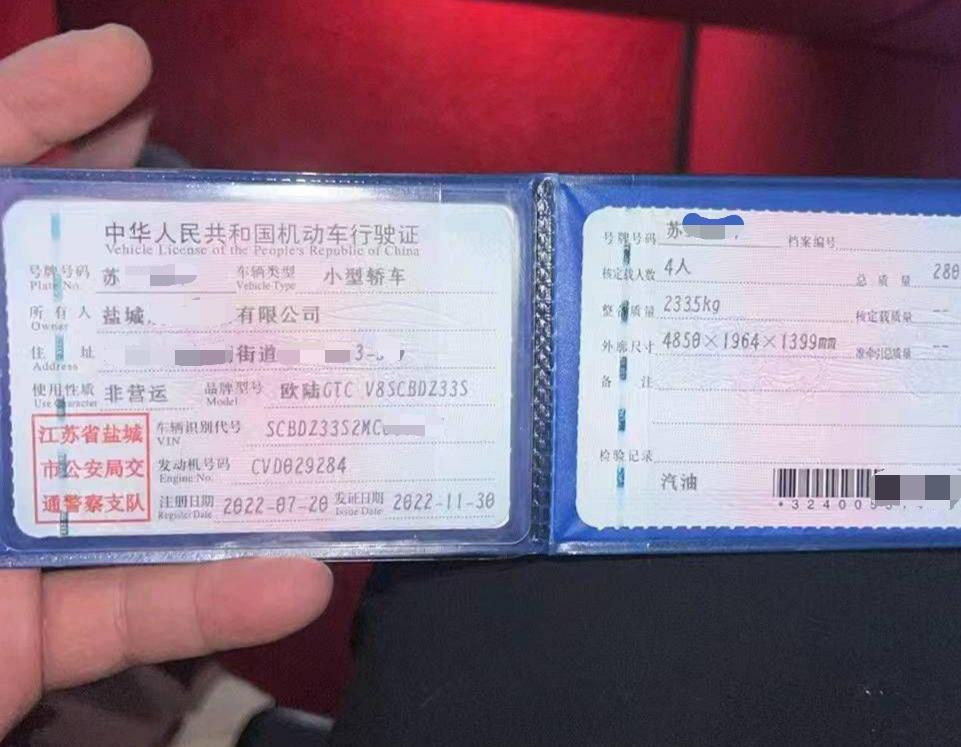 中华人民共和国机动车行驶证
Vehicle License of the People's Republic of China
号牌号码 苏 车辆类型 小型轿车
Plate No. Vehicle Type
所有人 盐城 有限公司
Owner
住址 街道 3-
Address
使用性质 非营运 品牌型号 欧陆GTC V8SCBDZ33S
Use Character Model
江苏省盐城
市公安局交
通警察支队
车辆识别代号 SCBDZ33S2MC
VIN
发动机号码 CVD029284
Engine No.
注册日期 2022-07-20 发证日期 2022-11-30
Register Date Issue Date
号牌号码 苏 档案编号
核定载人数 4人 总质量 280
整备质量 2335kg 核定载质量 --
外廓尺寸 4850×1964×1399mm 准牵引总质量 --
备注
检验记录
汽油
*32400